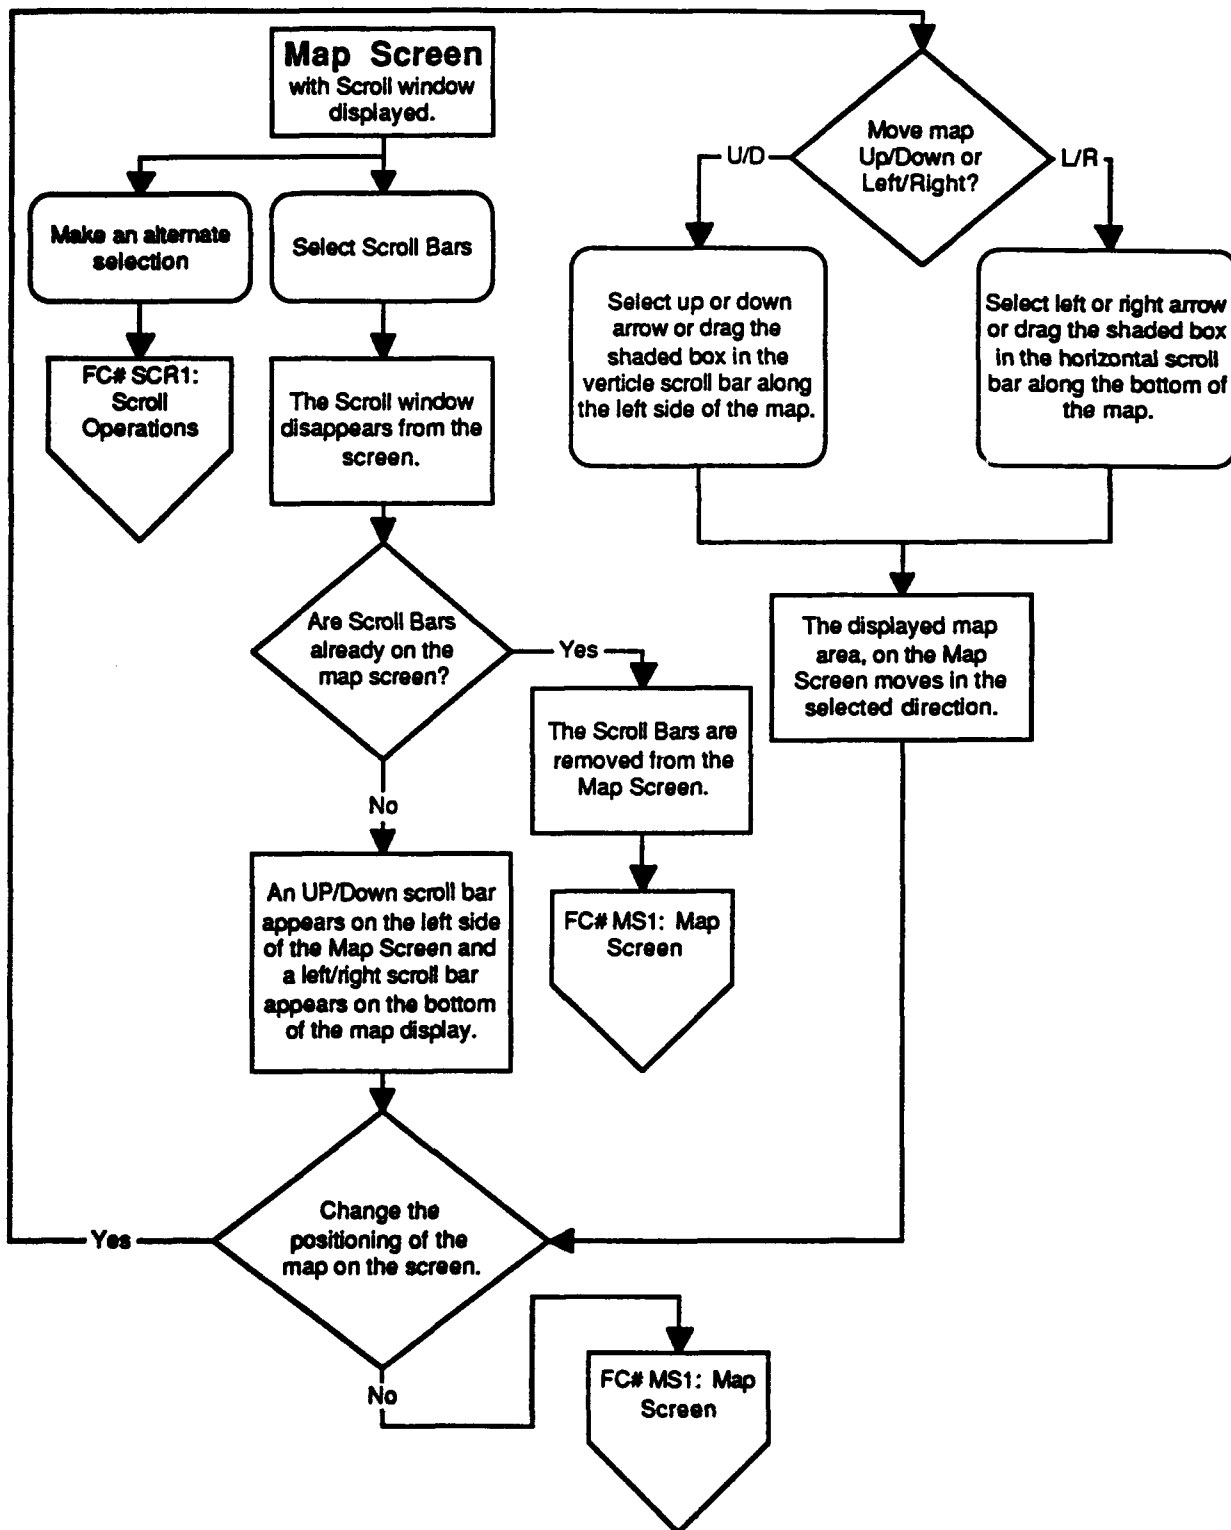 Map Screen
with Scroll window
displayed.
Make an alternate
selection
Select Scroll Bars
FC# SCR1:
Scroll
Operations
The Scroll window
disappears from the
screen.
Are Scroll Bars
already on the
map screen?
Yes
The Scroll Bars are
removed from the
Map Screen.
FC# MS1: Map
Screen
No
An UP/Down scroll bar
appears on the left side
of the Map Screen and
a left/right scroll bar
appears on the bottom
of the map display.
Change the
positioning of the
map on the screen.
Yes
No
FC# MS1: Map
Screen
Move map
Up/Down or
Left/Right?
U/D
L/R
Select up or down
arrow or drag the
shaded box in the
verticle scroll bar along
the left side of the map.
Select left or right arrow
or drag the shaded box
in the horizontal scroll
bar along the bottom of
the map.
The displayed map
area, on the Map
Screen moves in the
selected direction.